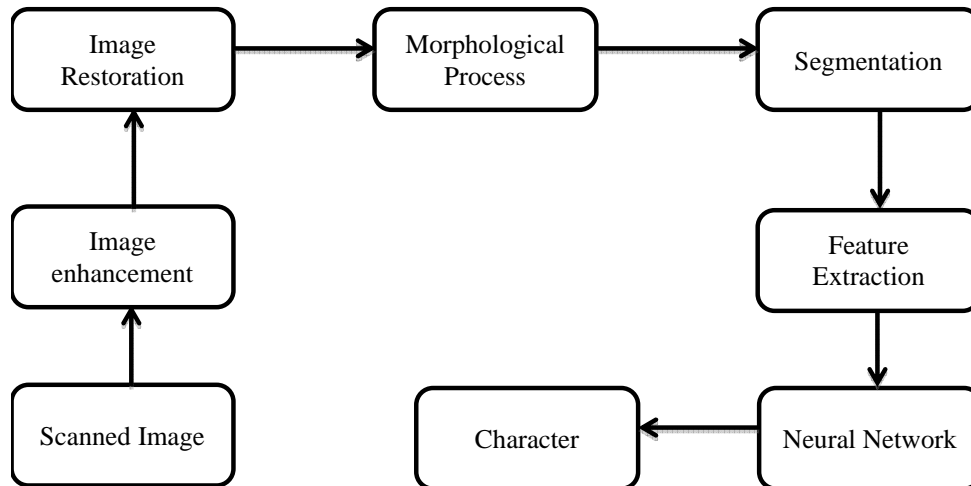 Image
Restoration
Morphological
Process
Segmentation
Image
enhancement
Feature
Extraction
Scanned Image
Character
Neural Network